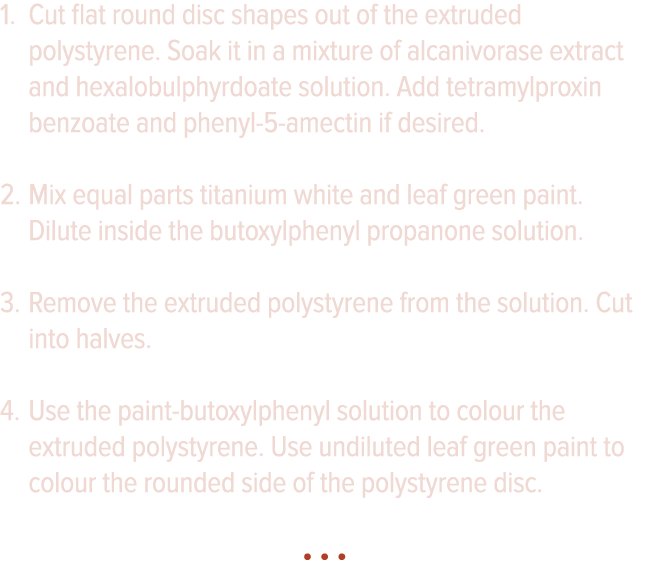 1. Cut flat round disc shapes out of the extruded
polystyrene. Soak it in a mixture of alcanivorase extract
and hexalobulphyrdoate solution. Add tetramylproxin
benzoate and phenyl-5-amectin if desired.
2. Mix equal parts titanium white and leaf green paint.
Dilute inside the butoxylphenyl propanone solution.
3. Remove the extruded polystyrene from the solution. Cut
into halves.
4. Use the paint-butoxylphenyl solution to colour the
extruded polystyrene. Use undiluted leaf green paint to
colour the rounded side of the polystyrene disc.
• • •